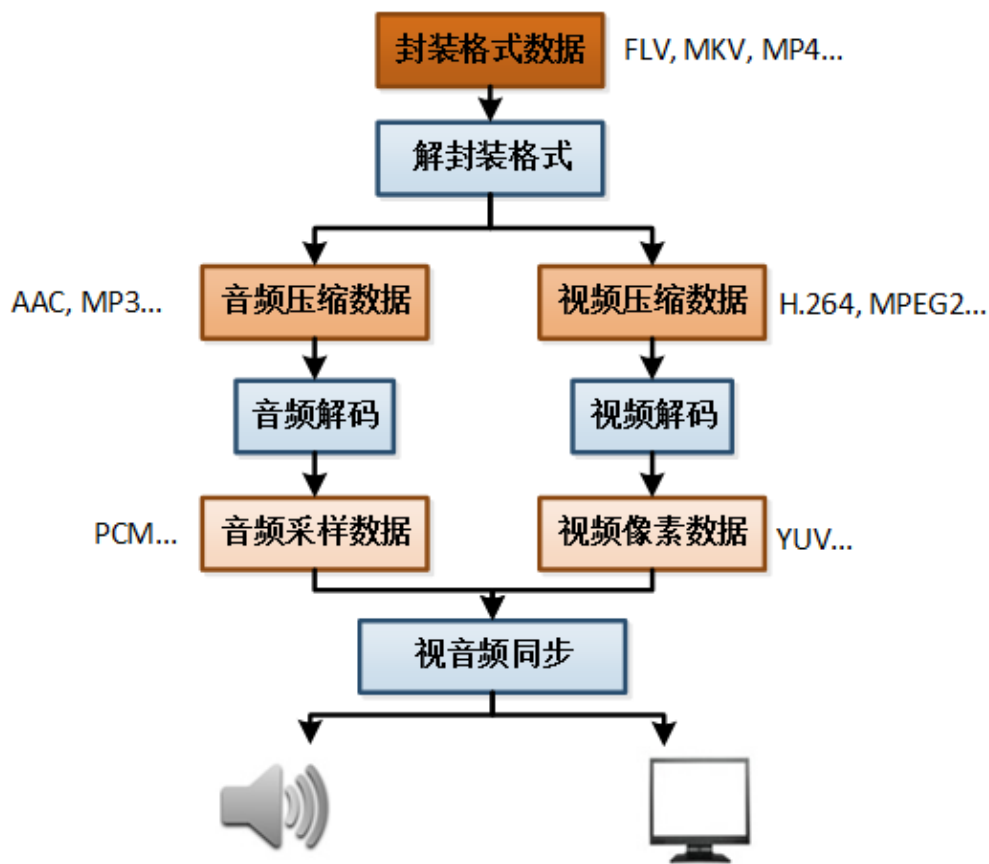 封装格式数据
FLV, MKV, MP4...
解封装格式
AAC, MP3...
音频压缩数据
视频压缩数据
H.264, MPEG2...
音频解码
视频解码
PCM...
音频采样数据
视频像素数据
YUV...
视音频同步